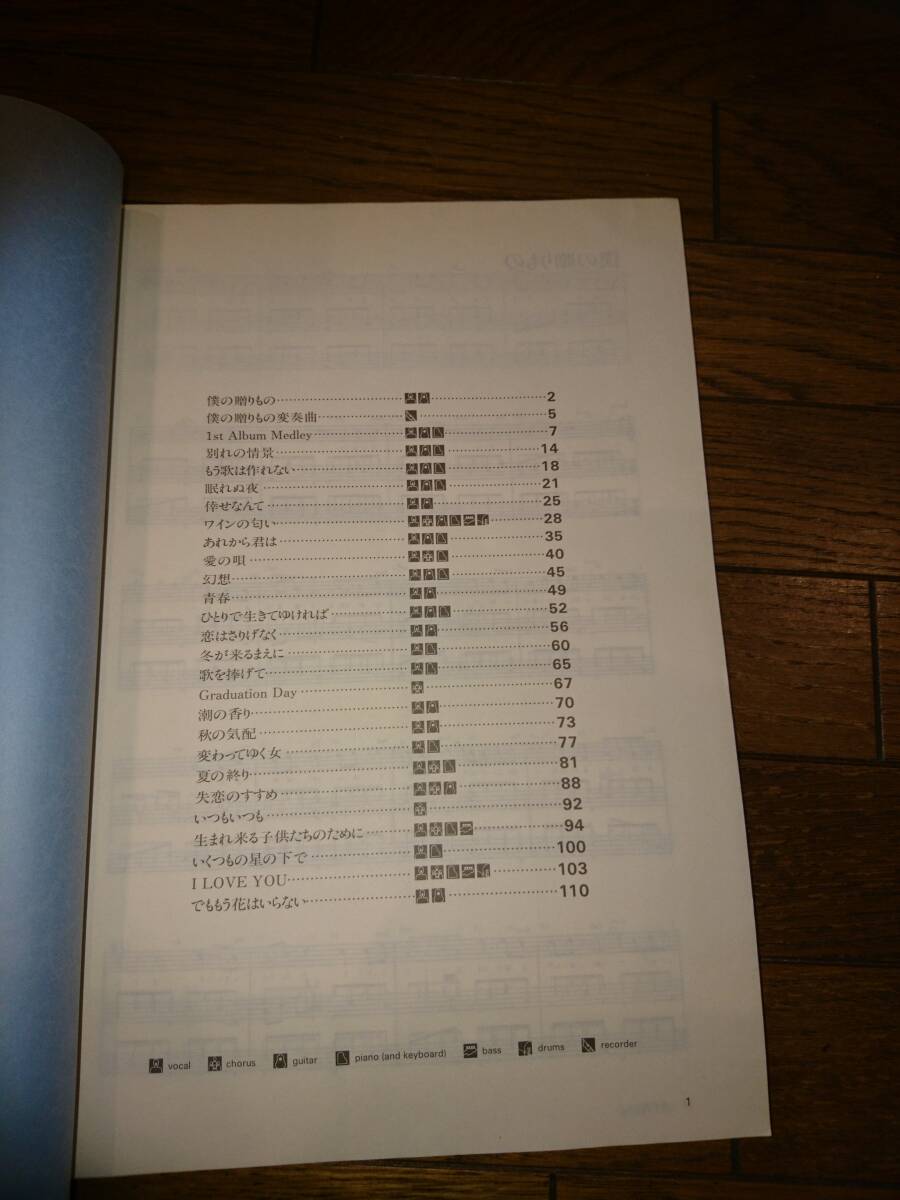 僕の贈りもの
僕の贈りもの……………………………2
僕の贈りもの変奏曲……………………………5
1st Album Medley……………………………7
別れの情景……………………………14
もう歌は作れない……………………………18
眠れぬ夜……………………………21
倖せなんて……………………………25
ワインの匂い……………………………28
あれから君は……………………………35
愛の唄……………………………40
幻想……………………………45
青春……………………………49
ひとりで生きてゆければ……………………………52
恋はさりげなく……………………………56
冬が来るまえに……………………………60
歌を捧げて……………………………65
Graduation Day……………………………67
潮の香り……………………………70
秋の気配……………………………73
変わってゆく女……………………………77
夏の終り……………………………81
失恋のすすめ……………………………88
いつもいつも……………………………92
生まれ来る子供たちのために……………………………94
いくつもの星の下で……………………………100
I LOVE YOU……………………………103
でももう花はいらない……………………………110
vocal chorus guitar piano (and keyboard) bass drums recorder
1